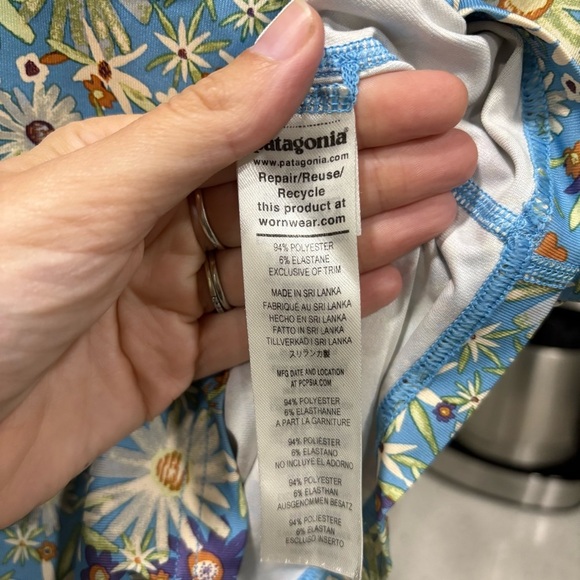 patagonia®
www.patagonia.com
Repair/Reuse/
Recycle
this product at
wornwear.com
94% POLYESTER
6% ELASTANE
EXCLUSIVE OF TRIM
MADE IN SRI LANKA
FABRIQUÉ AU SRI LANKA
HECHO EN SRI LANKA
FATTO IN SRI LANKA
TILLVERKAD I SRI LANKA
スリランカ製
MFG DATE AND LOCATION
AT PCPSIA.COM
94% POLYESTER
6% ELASTHANNE
A PART LA GARNITURE
94% POLIÉSTER
6% ELASTANO
NO INCLUYE EL ADORNO
94% POLYESTER
6% ELASTHAN
AUSGENOMMEN BESATZ
94% POLIESTERE
6% ELASTAN
ESCLUSO INSERTO